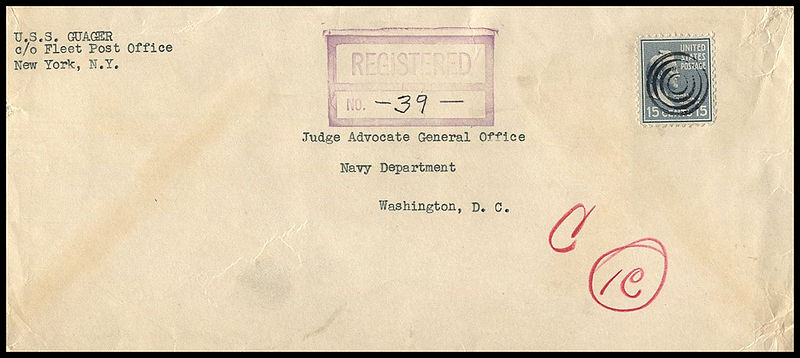 U.S.S. GUAGER
c/o Fleet Post Office
New York, N.Y.
REGISTERED
NO. -39-
UNITED
STATES
POSTAGE
15 CENTS 15
Judge Advocate General Office
Navy Department
Washington, D. C.
C
1C